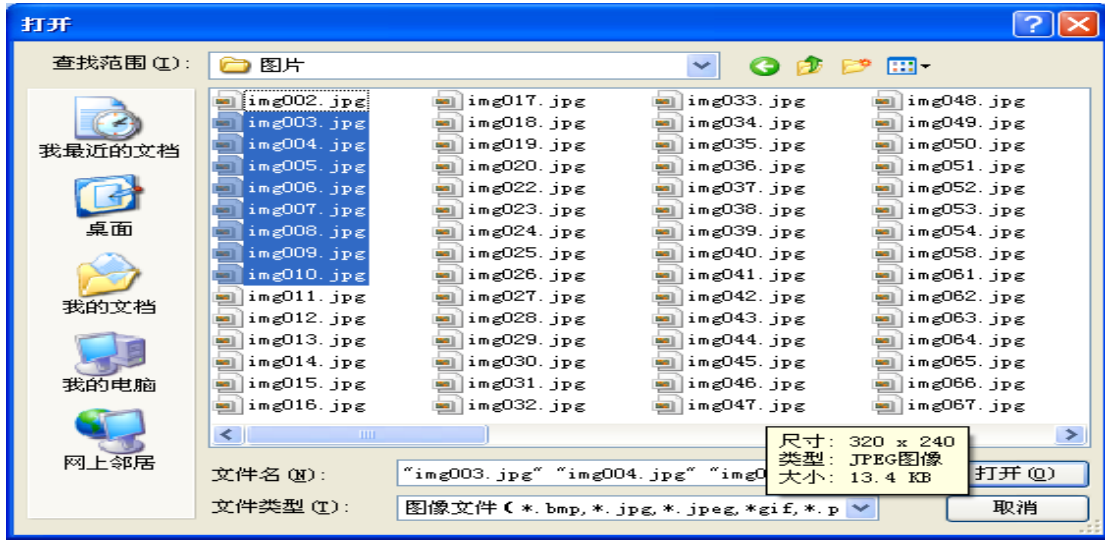 打开
查找范围(I):
图片
我最近的文档
桌面
我的文档
我的电脑
网上邻居
img002.jpg
img003.jpg
img004.jpg
img005.jpg
img006.jpg
img007.jpg
img008.jpg
img009.jpg
img010.jpg
img011.jpg
img012.jpg
img013.jpg
img014.jpg
img015.jpg
img016.jpg
img017.jpg
img018.jpg
img019.jpg
img020.jpg
img022.jpg
img023.jpg
img024.jpg
img025.jpg
img026.jpg
img027.jpg
img028.jpg
img029.jpg
img030.jpg
img031.jpg
img032.jpg
img033.jpg
img034.jpg
img035.jpg
img036.jpg
img037.jpg
img038.jpg
img039.jpg
img040.jpg
img041.jpg
img042.jpg
img043.jpg
img044.jpg
img045.jpg
img046.jpg
img047.jpg
img048.jpg
img049.jpg
img050.jpg
img051.jpg
img052.jpg
img053.jpg
img054.jpg
img058.jpg
img061.jpg
img062.jpg
img063.jpg
img064.jpg
img065.jpg
img066.jpg
img067.jpg
尺寸: 320 x 240
类型: JPEG图像
大小: 13.4 KB
文件名(N):
"img003.jpg" "img004.jpg" "img0
打开(O)
文件类型(T):
图像文件(*.bmp,*.jpg,*.jpeg,*gif,*.p
取消